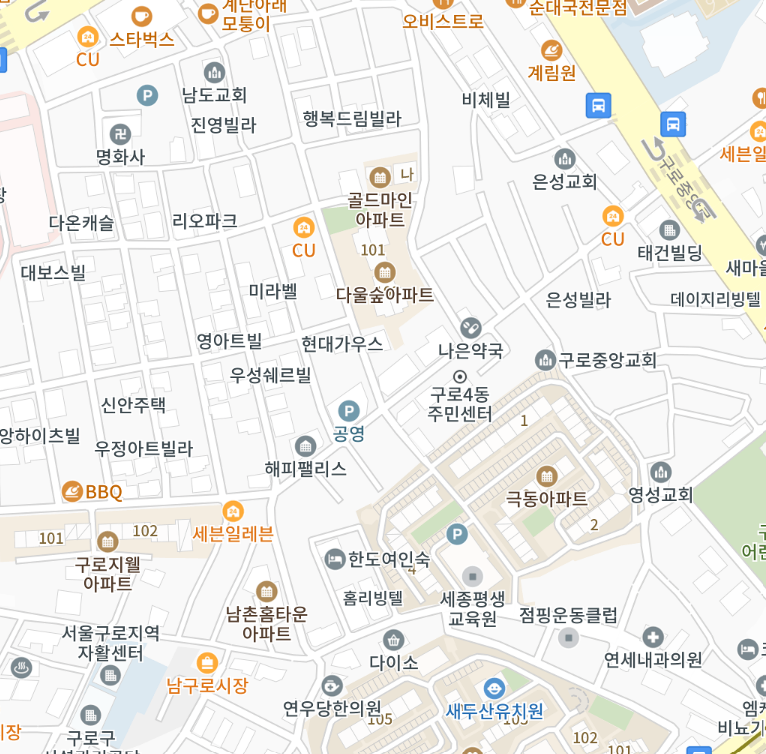 계단아래
모퉁이
스타벅스
CU
오비스트로
순대국전문점
계림원
P
남도교회
진영빌라
행복드림빌라
비체빌
卍
명화사
세븐일
나
골드마인
아파트
은성교회
구로중앙로
다온캐슬
리오파크
CU
CU
101
태건빌딩
대보스빌
미라벨
다울숲아파트
새마을
은성빌라
데이지리빙텔
영아트빌
현대가우스
나은약국
구로중앙교회
우성쉐르빌
구로4동
주민센터
신안주택
P
공영
1
앙하이츠빌
우정아트빌라
해피팰리스
극동아파트
영성교회
BBQ
세븐일레븐
2
101
102
P
구로지웰
아파트
한도여인숙
4
어린
홈리빙텔
세종평생
교육원
점핑운동클럽
남촌홈타운
아파트
서울구로지역
자활센터
다이소
연세내과의원
남구로시장
연우당한의원
새두산유치원
105
103
엠케
비뇨기
구로구
시장
102
101